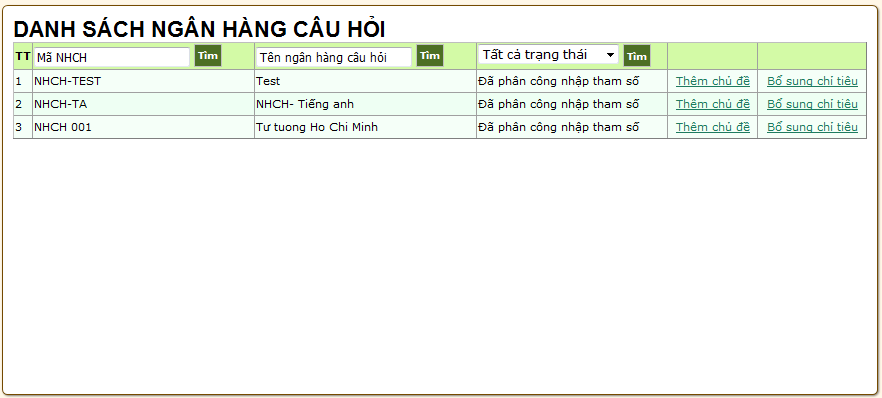 DANH SÁCH NGÂN HÀNG CÂU HỎI
TT Mã NHCH Tìm Tên ngân hàng câu hỏi Tìm Tất cả trạng thái Tìm
1 NHCH-TEST Test Đã phân công nhập tham số Thêm chủ đề Bổ sung chỉ tiêu
2 NHCH-TA NHCH- Tiếng anh Đã phân công nhập tham số Thêm chủ đề Bổ sung chỉ tiêu
3 NHCH 001 Tư tuong Ho Chi Minh Đã phân công nhập tham số Thêm chủ đề Bổ sung chỉ tiêu